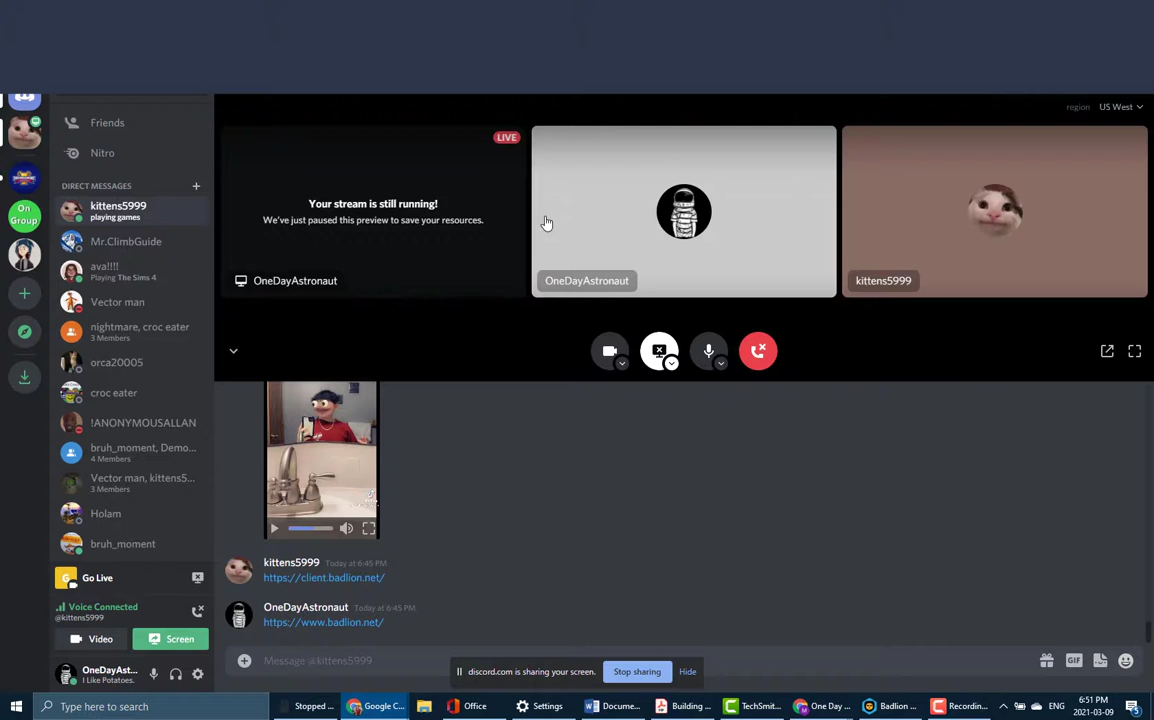 Friends
Nitro
DIRECT MESSAGES +
kittens5999
playing games
Mr.ClimbGuide
ava!!!!
Playing The Sims 4
Vector man
nightmare, croc eater
3 Members
orca20005
croc eater
!ANONYMOUSALLAN
bruh_moment, Demo...
4 Members
Vector man, kittens5...
3 Members
Holam
bruh_moment
Go Live
Voice Connected
@kittens5999
Video
Screen
OneDayAst...
I Like Potatoes.
On
Group
region US West
LIVE
Your stream is still running!
We've just paused this preview to save your resources.
OneDayAstronaut
OneDayAstronaut
kittens5999
kittens5999 Today at 6:45 PM
https://client.badlion.net/
OneDayAstronaut Today at 6:45 PM
https://www.badlion.net/
Message @kittens5999
GIF
discord.com is sharing your screen.
Stop sharing
Hide
Type here to search
Stopped ...
Google C...
Office
Settings
Docume...
Building ...
TechSmit...
One Day ...
Badlion ...
Recordin...
ENG
6:51 PM
2021-03-09
5